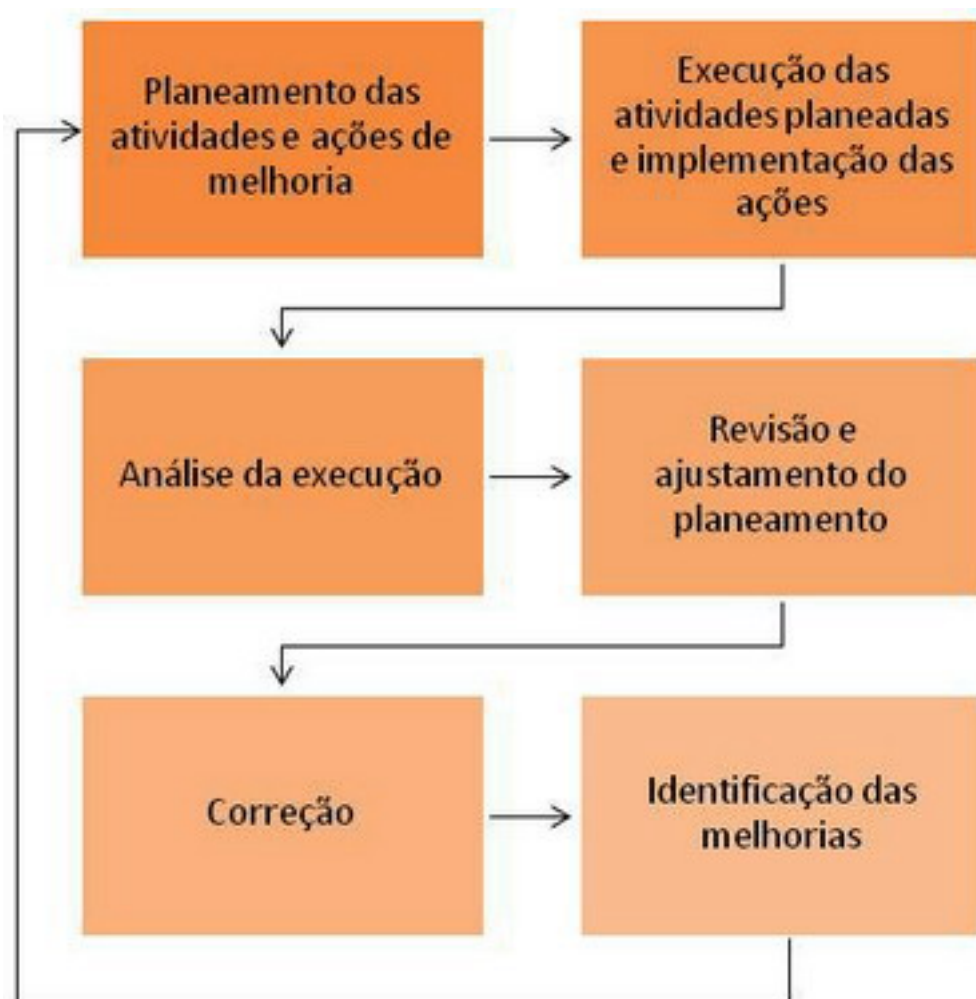 Planeamento das
atividades e ações de
melhoria
Execução das
atividades planeadas
e implementação das
ações
Análise da execução
Revisão e
ajustamento do
planeamento
Correção
Identificação das
melhorias